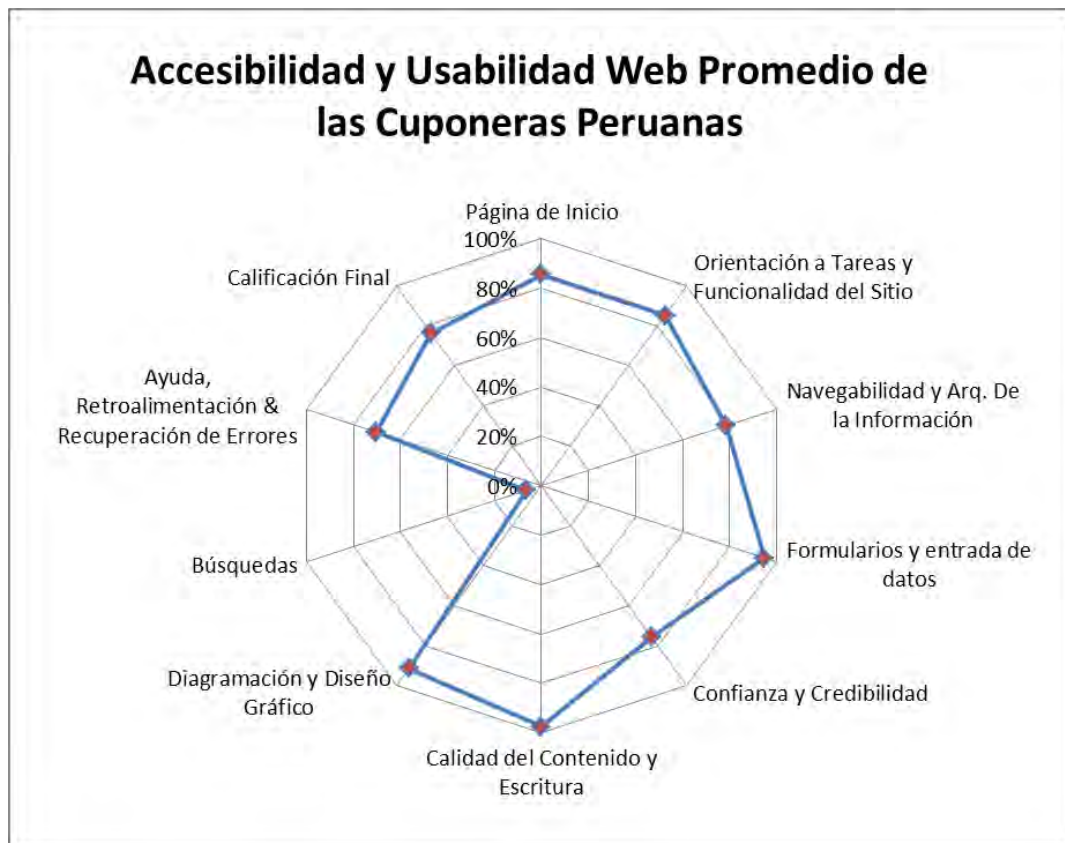 Accesibilidad y Usabilidad Web Promedio de
las Cuponeras Peruanas
Página de Inicio
100%
80%
60%
40%
20%
0%
Orientación a Tareas y
Funcionalidad del Sitio
Navegabilidad y Arq. De
la Información
Formularios y entrada de
datos
Confianza y Credibilidad
Calidad del Contenido y
Escritura
Diagramación y Diseño
Gráfico
Búsquedas
Ayuda,
Retroalimentación &
Recuperación de Errores
Calificación Final